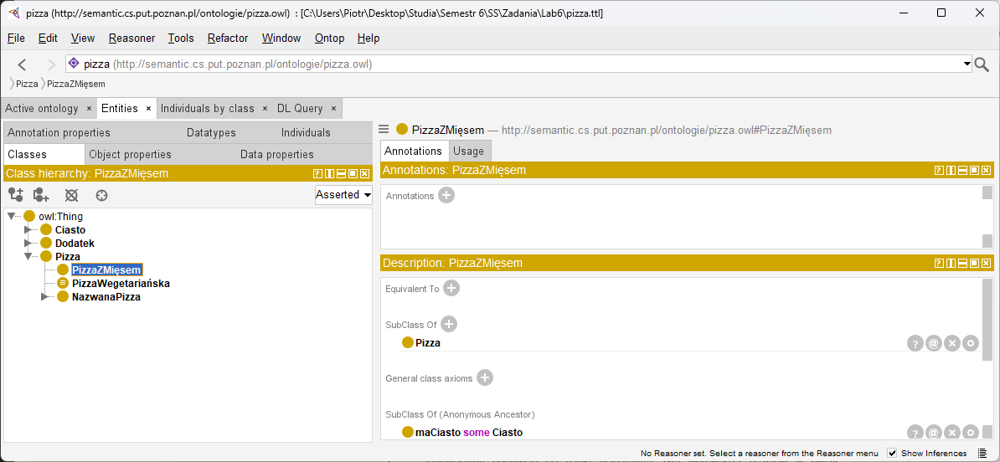 pizza (http://semantic.cs.put.poznan.pl/ontologie/pizza.owl) : [C:\Users\Piotr\Desktop\Studia\Semestr 6\SS\Zadania\Lab6\pizza.ttl]
File Edit View Reasoner Tools Refactor Window Ontop Help
pizza (http://semantic.cs.put.poznan.pl/ontologie/pizza.owl)
Pizza PizzaZMięsem
Active ontology × Entities × Individuals by class × DL Query ×
Annotation properties Datatypes Individuals
Classes Object properties Data properties
Class hierarchy: PizzaZMięsem
Asserted
owl:Thing
Ciasto
Dodatek
Pizza
PizzaZMięsem
PizzaWegetariańska
NazwanaPizza
PizzaZMięsem — http://semantic.cs.put.poznan.pl/ontologie/pizza.owl#PizzaZMięsem
Annotations Usage
Annotations: PizzaZMięsem
Annotations
Description: PizzaZMięsem
Equivalent To
SubClass Of
Pizza
General class axioms
SubClass Of (Anonymous Ancestor)
maCiasto some Ciasto
No Reasoner set. Select a reasoner from the Reasoner menu Show Inferences